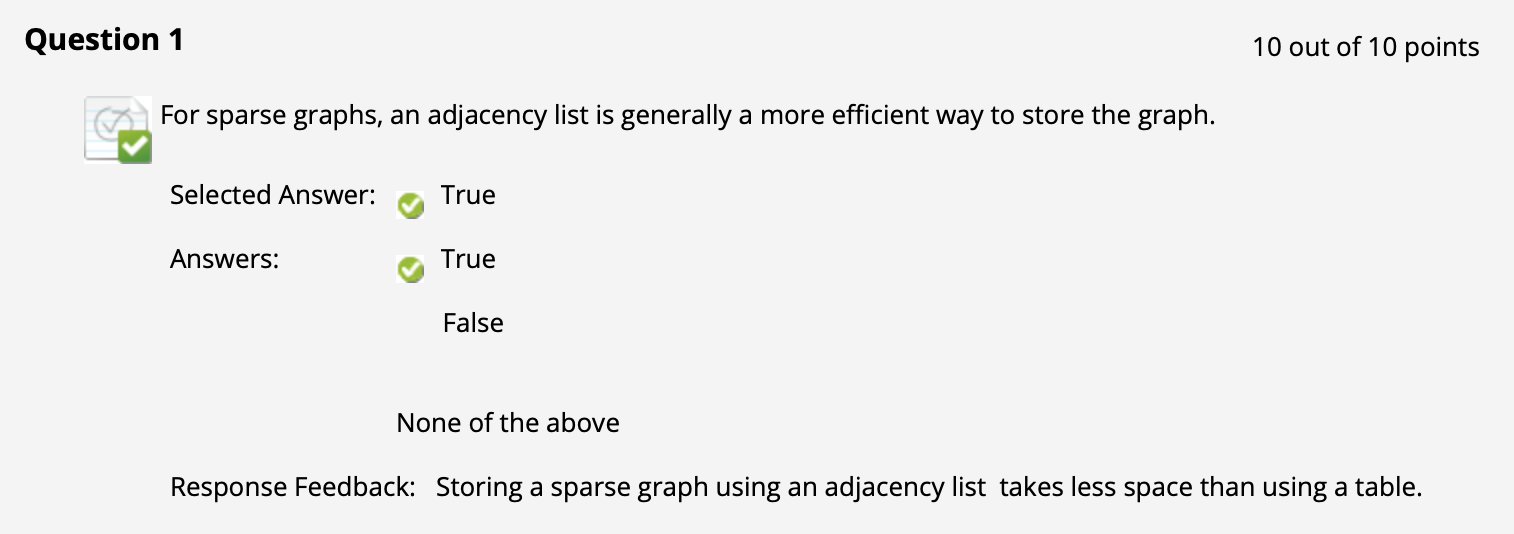 Question 1
10 out of 10 points
For sparse graphs, an adjacency list is generally a more efficient way to store the graph.
Selected Answer: True
Answers: True
False
None of the above
Response Feedback: Storing a sparse graph using an adjacency list  takes less space than using a table.